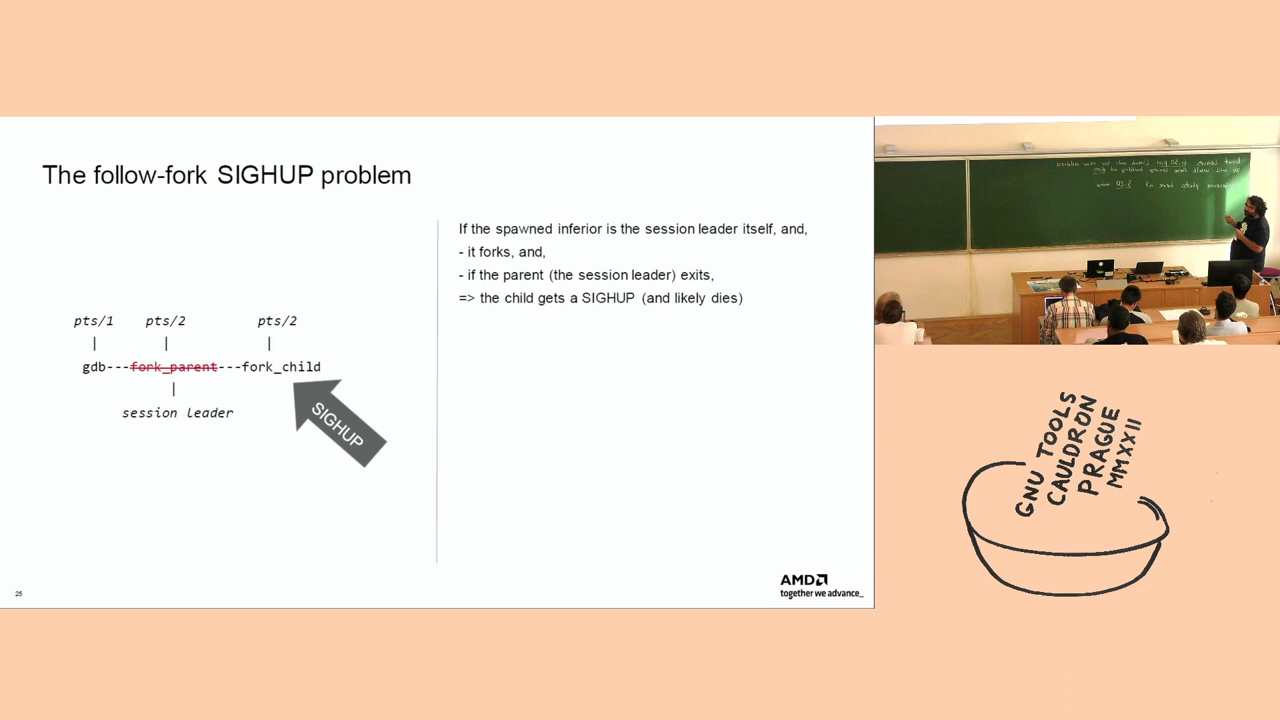 The follow-fork SIGHUP problem
If the spawned inferior is the session leader itself, and,
- it forks, and,
- if the parent (the session leader) exits,
=> the child gets a SIGHUP (and likely dies)
pts/1 pts/2 pts/2
| | |
gdb---fork_parent---fork_child
|
session leader
SIGHUP
25
AMD
together we advance_
GNU TOOLS
CAULDRON
PRAGUE
MMXXII